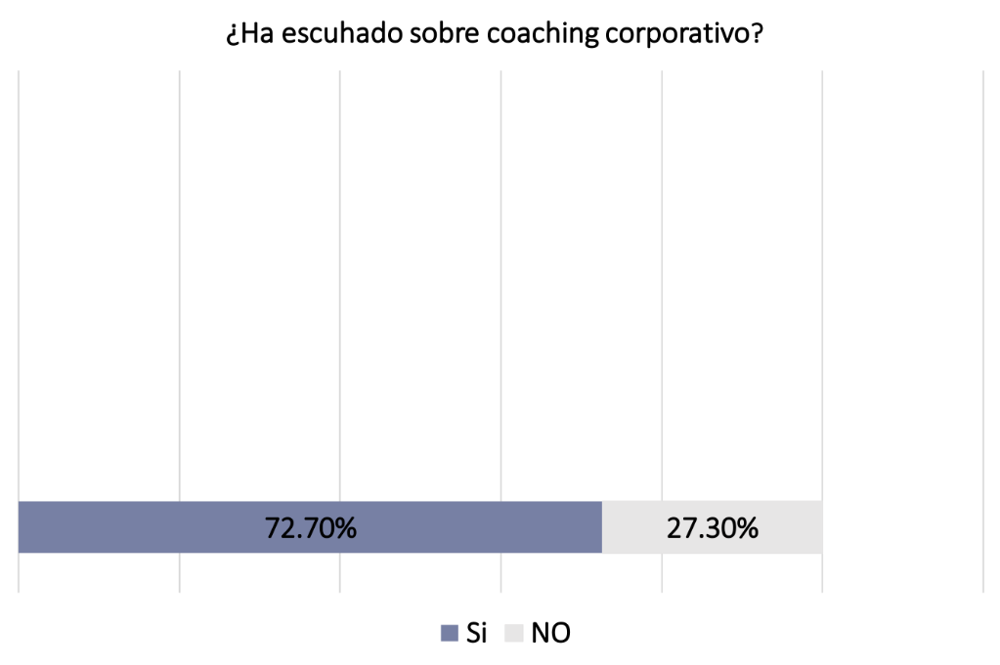 ¿Ha escuhado sobre coaching corporativo?
72.70% 27.30%
Si NO